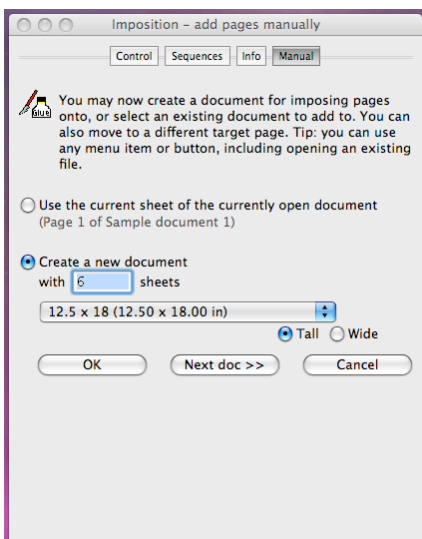 Imposition – add pages manually
Control Sequences Info Manual
Glue
You may now create a document for imposing pages
onto, or select an existing document to add to. You can
also move to a different target page. Tip: you can use
any menu item or button, including opening an existing
file.
Use the current sheet of the currently open document
(Page 1 of Sample document 1)
Create a new document
with 6 sheets
12.5 x 18 (12.50 x 18.00 in)
Tall Wide
OK Next doc >> Cancel